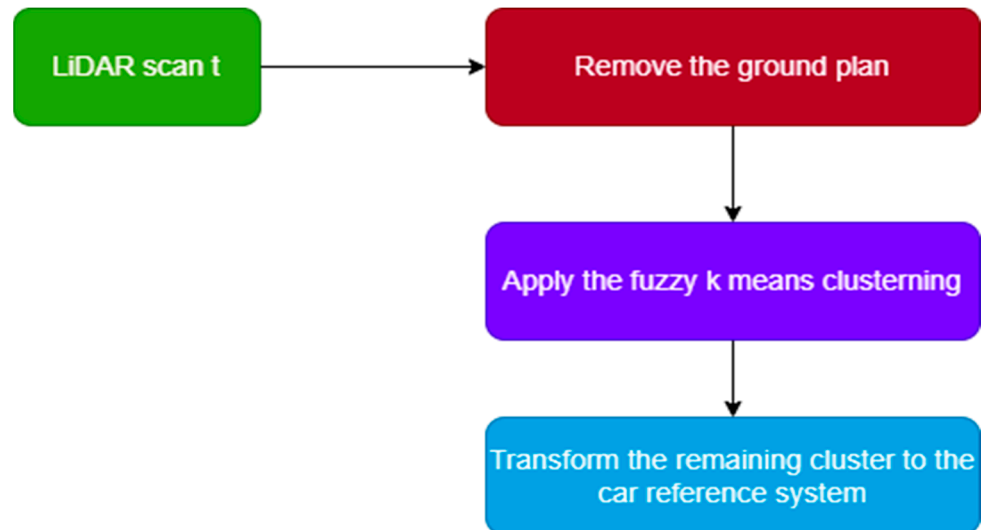 LiDAR scan t
Remove the ground plan
Apply the fuzzy k means clusterning
Transform the remaining cluster to the
car reference system